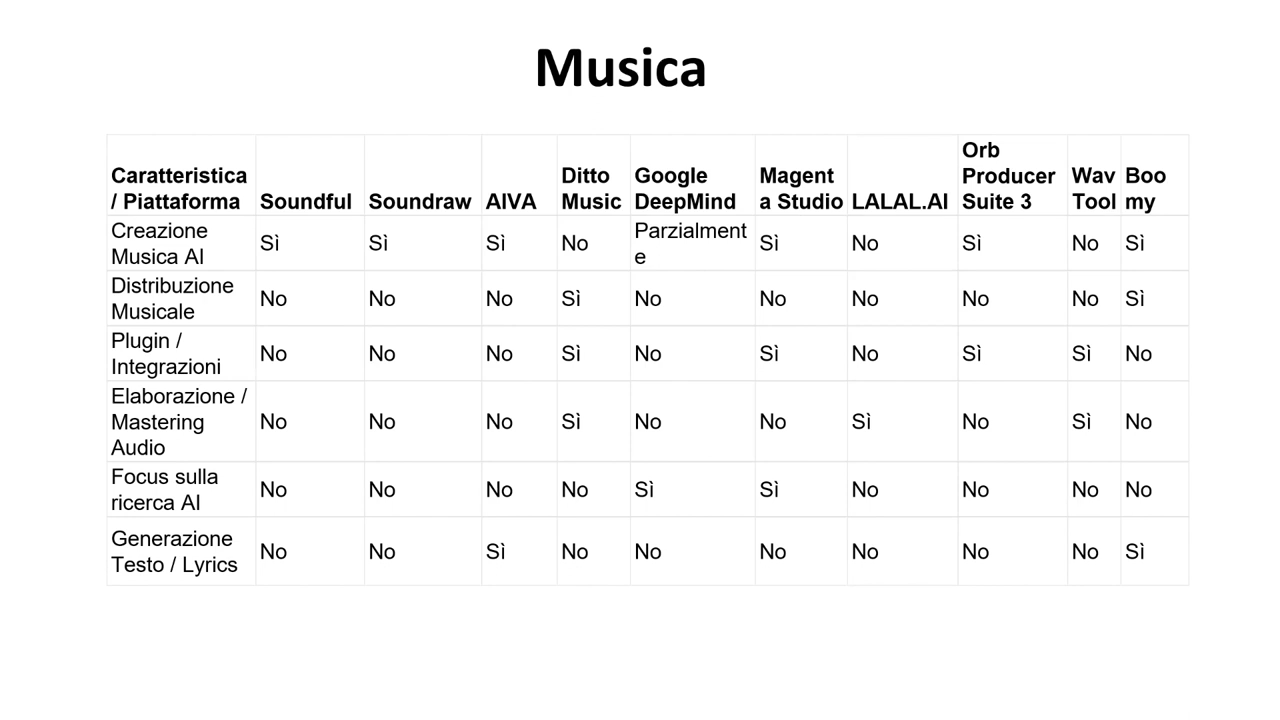 Musica
Caratteristica / Piattaforma Soundful Soundraw AIVA Ditto Music Google DeepMind Magenta Studio LALAL.AI Orb Producer Suite 3 Wav Tool Boo my
Creazione Musica AI Sì Sì Sì No Parzialmente Sì No Sì No Sì
Distribuzione Musicale No No No Sì No No No No No Sì
Plugin / Integrazioni No No No Sì No Sì No Sì Sì No
Elaborazione / Mastering Audio No No No Sì No No Sì No Sì No
Focus sulla ricerca AI No No No No Sì Sì No No No No
Generazione Testo / Lyrics No No Sì No No No No No No Sì